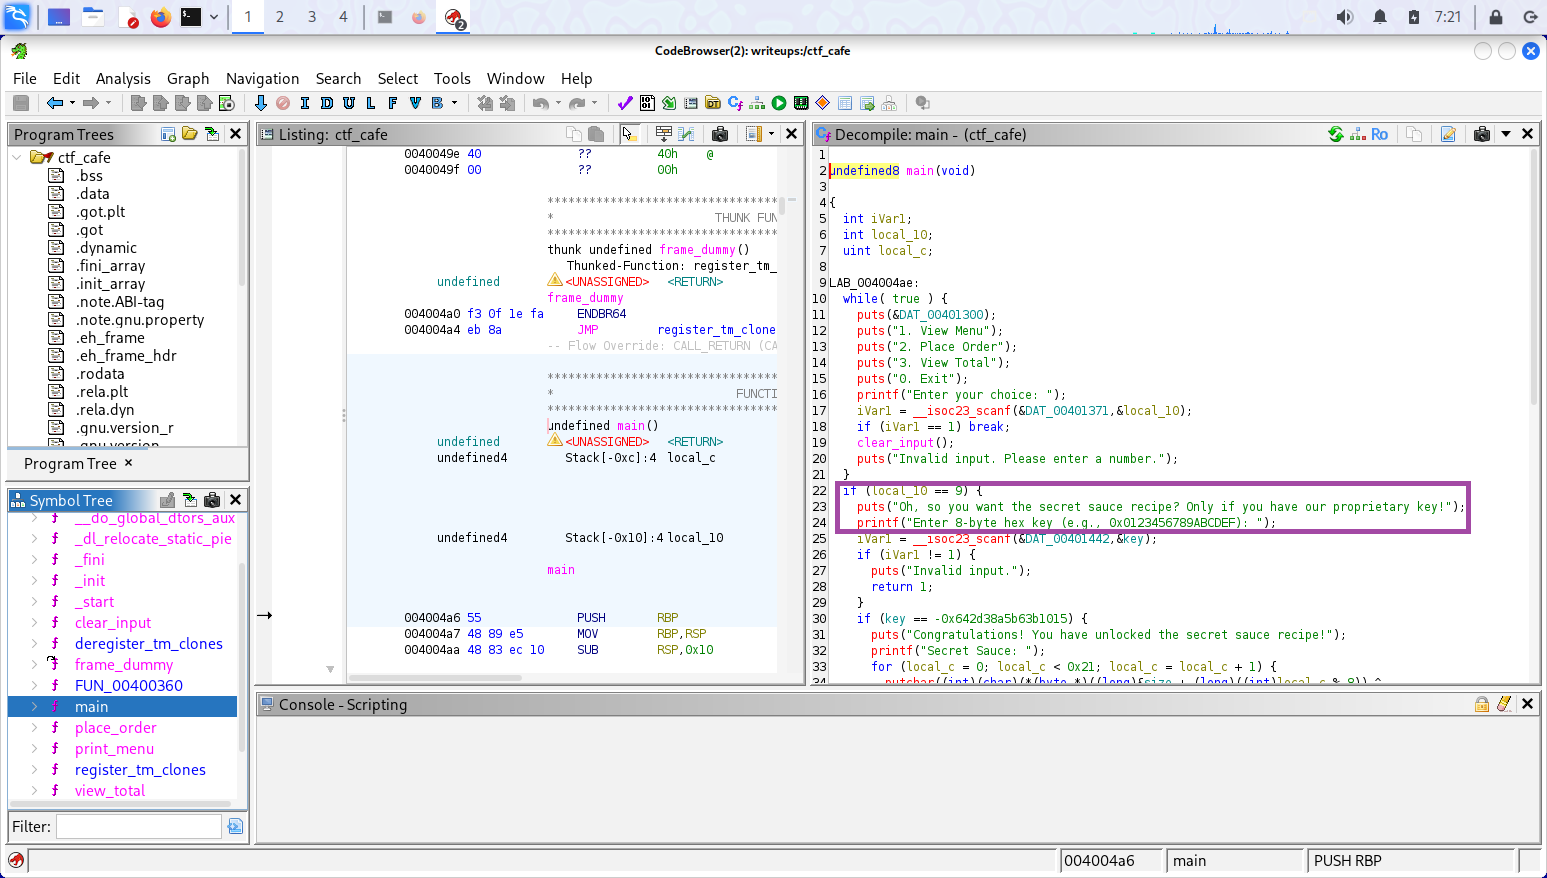 1
2
3
4
2
7:21
CodeBrowser(2): writeups:/ctf_cafe
File Edit Analysis Graph Navigation Search Select Tools Window Help
I D U L F V B
Program Trees
ctf_cafe
.bss
.data
.got.plt
.got
.dynamic
.fini_array
.init_array
.note.ABI-tag
.note.gnu.property
.eh_frame
.eh_frame_hdr
.rodata
.rela.plt
.rela.dyn
.gnu.version_r
.gnu.version
Program Tree ×
Symbol Tree
__do_global_dtors_aux
_dl_relocate_static_pie
_fini
_init
_start
clear_input
deregister_tm_clones
frame_dummy
FUN_00400360
main
place_order
print_menu
register_tm_clones
view_total
Filter:
Listing: ctf_cafe
0040049e 40 ?? 40h @
0040049f 00 ?? 00h
*********************************
* THUNK FUN
*********************************
thunk undefined frame_dummy()
Thunked-Function: register_tm_
undefined <UNASSIGNED> <RETURN>
frame_dummy
004004a0 f3 0f 1e fa ENDBR64
004004a4 eb 8a JMP register_tm_clone
-- Flow Override: CALL_RETURN (CA
*********************************
* FUNCTI
*********************************
undefined main()
undefined <UNASSIGNED> <RETURN>
undefined4 Stack[-0xc]:4 local_c
undefined4 Stack[-0x10]:4 local_10
main
004004a6 55 PUSH RBP
004004a7 48 89 e5 MOV RBP,RSP
004004aa 48 83 ec 10 SUB RSP,0x10
Decompile: main - (ctf_cafe)
Ro
1
2 undefined8 main(void)
3
4 {
5 int iVar1;
6 int local_10;
7 uint local_c;
8
9 LAB_004004ae:
10 while( true ) {
11 puts(&DAT_00401300);
12 puts("1. View Menu");
13 puts("2. Place Order");
14 puts("3. View Total");
15 puts("0. Exit");
16 printf("Enter your choice: ");
17 iVar1 = __isoc23_scanf(&DAT_00401371,&local_10);
18 if (iVar1 == 1) break;
19 clear_input();
20 puts("Invalid input. Please enter a number.");
21 }
22 if (local_10 == 9) {
23 puts("Oh, so you want the secret sauce recipe? Only if you have our proprietary key!");
24 printf("Enter 8-byte hex key (e.g., 0x0123456789ABCDEF): ");
25 iVar1 = __isoc23_scanf(&DAT_00401442,&key);
26 if (iVar1 != 1) {
27 puts("Invalid input.");
28 return 1;
29 }
30 if (key == -0x642d38a5b63b1015) {
31 puts("Congratulations! You have unlocked the secret sauce recipe!");
32 printf("Secret Sauce: ");
33 for (local_c = 0; local_c < 0x21; local_c = local_c + 1) {
34 putchar((int)(char)(*(byte *)((long)&size + (long)((int)local_c % 8)) ^
Console - Scripting
004004a6
main
PUSH RBP